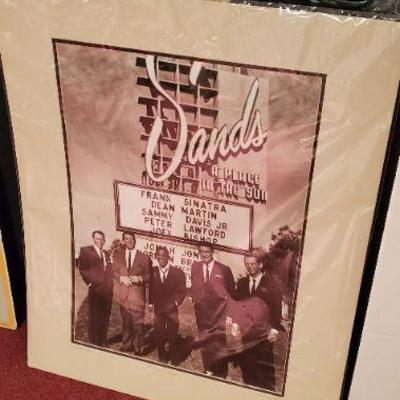 Sands
A PLACE
IN THE SUN
FRANK SINATRA
DEAN MARTIN
SAMMY DAVIS JR
PETER LAWFORD
JOEY BISHOP